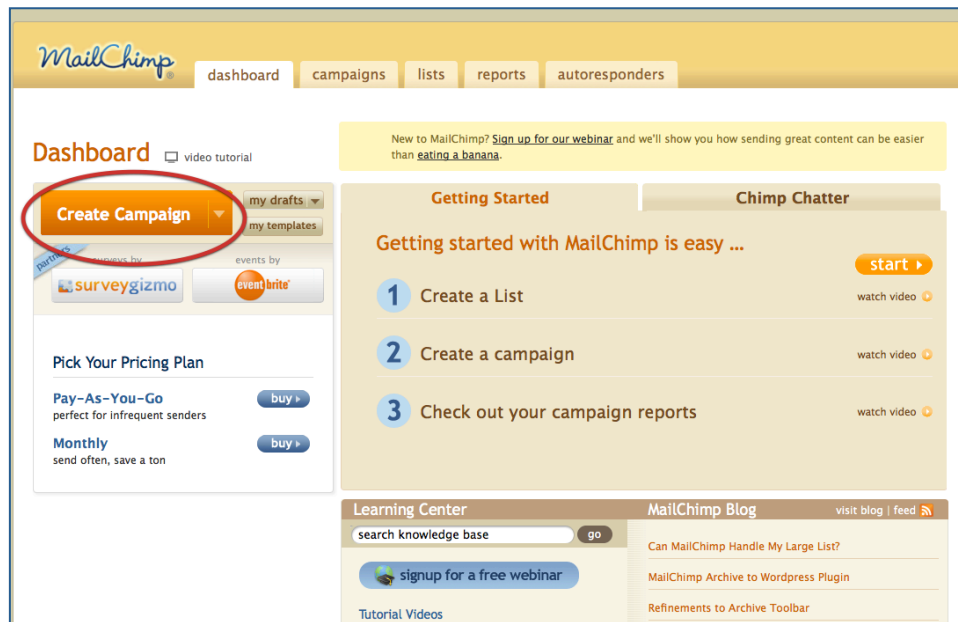 MailChimp®
dashboard
campaigns
lists
reports
autoresponders
New to MailChimp? Sign up for our webinar and we'll show you how sending great content can be easier
than eating a banana.
Dashboard
video tutorial
Create Campaign
my drafts
my templates
partners
surveys by
surveygizmo
events by
eventbrite
Pick Your Pricing Plan
Pay-As-You-Go
buy
perfect for infrequent senders
Monthly
buy
send often, save a ton
Getting Started
Chimp Chatter
Getting started with MailChimp is easy ...
start
1 Create a List
watch video
2 Create a campaign
watch video
3 Check out your campaign reports
watch video
Learning Center
search knowledge base
go
signup for a free webinar
Tutorial Videos
MailChimp Blog
visit blog | feed
Can MailChimp Handle My Large List?
MailChimp Archive to Wordpress Plugin
Refinements to Archive Toolbar